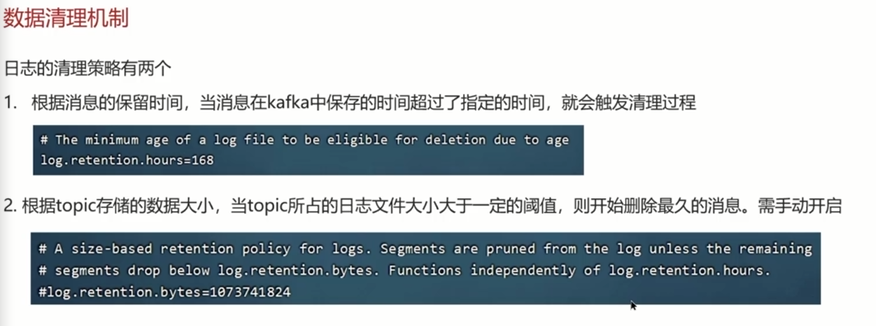 数据清理机制
日志的清理策略有两个
1. 根据消息的保留时间，当消息在kafka中保存的时间超过了指定的时间，就会触发清理过程
# The minimum age of a log file to be eligible for deletion due to age
log.retention.hours=168
2. 根据topic存储的数据大小，当topic所占的日志文件大小大于一定的阈值，则开始删除最久的消息。需手动开启
# A size-based retention policy for logs. Segments are pruned from the log unless the remaining
# segments drop below log.retention.bytes. Functions independently of log.retention.hours.
#log.retention.bytes=1073741824